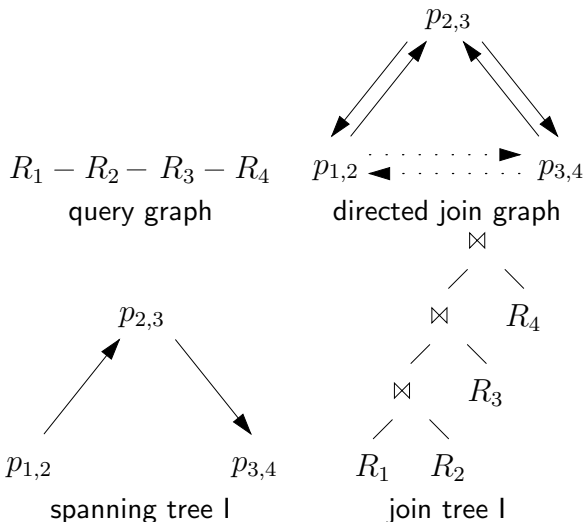 p2,3
R1 − R2 − R3 − R4
p1,2 p3,4
query graph
directed join graph
⋈
p2,3
⋈ R4
⋈ R3
p1,2 p3,4
R1 R2
spanning tree I
join tree I